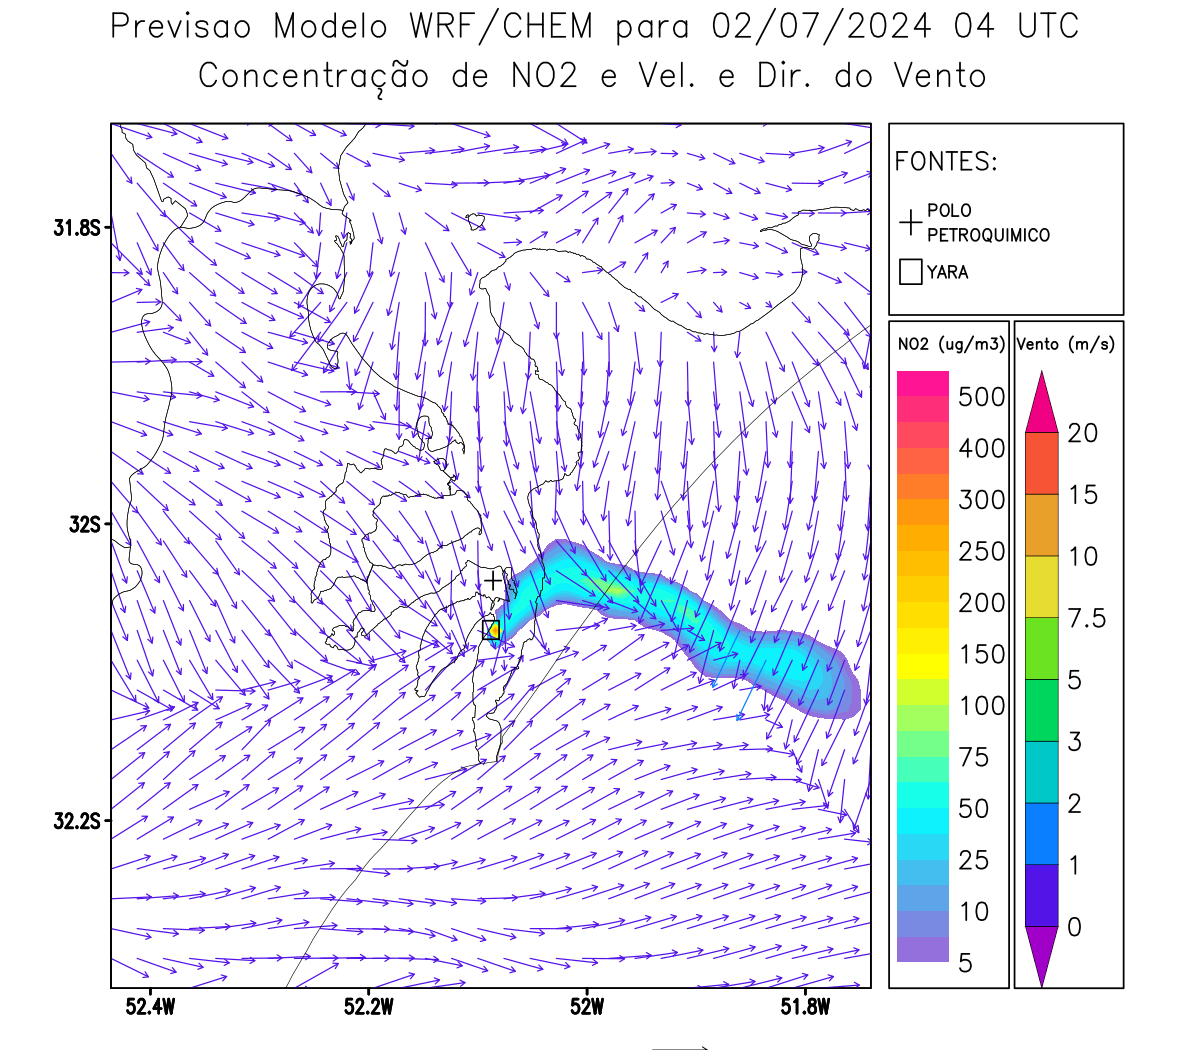 Previsao Modelo WRF/CHEM para 02/07/2024 04 UTC
Concentração de NO2 e Vel. e Dir. do Vento
FONTES:
POLO
PETROQUIMICO
YARA
NO2 (ug/m3)
500
400
300
250
200
150
100
75
50
25
10
5
Vento (m/s)
20
15
10
7.5
5
3
2
1
0
31.8S
32S
32.2S
52.4W
52.2W
52W
51.8W